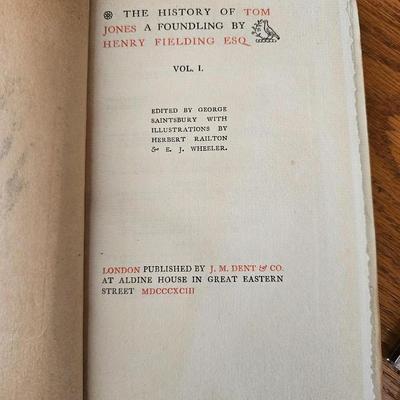 THE HISTORY OF TOM
JONES A FOUNDLING BY
HENRY FIELDING ESQ
VOL. I.
EDITED BY GEORGE
SAINTSBURY WITH
ILLUSTRATIONS BY
HERBERT RAILTON
& E. J. WHEELER.
LONDON PUBLISHED BY J. M. DENT & CO.
AT ALDINE HOUSE IN GREAT EASTERN
STREET MDCCCXCIII